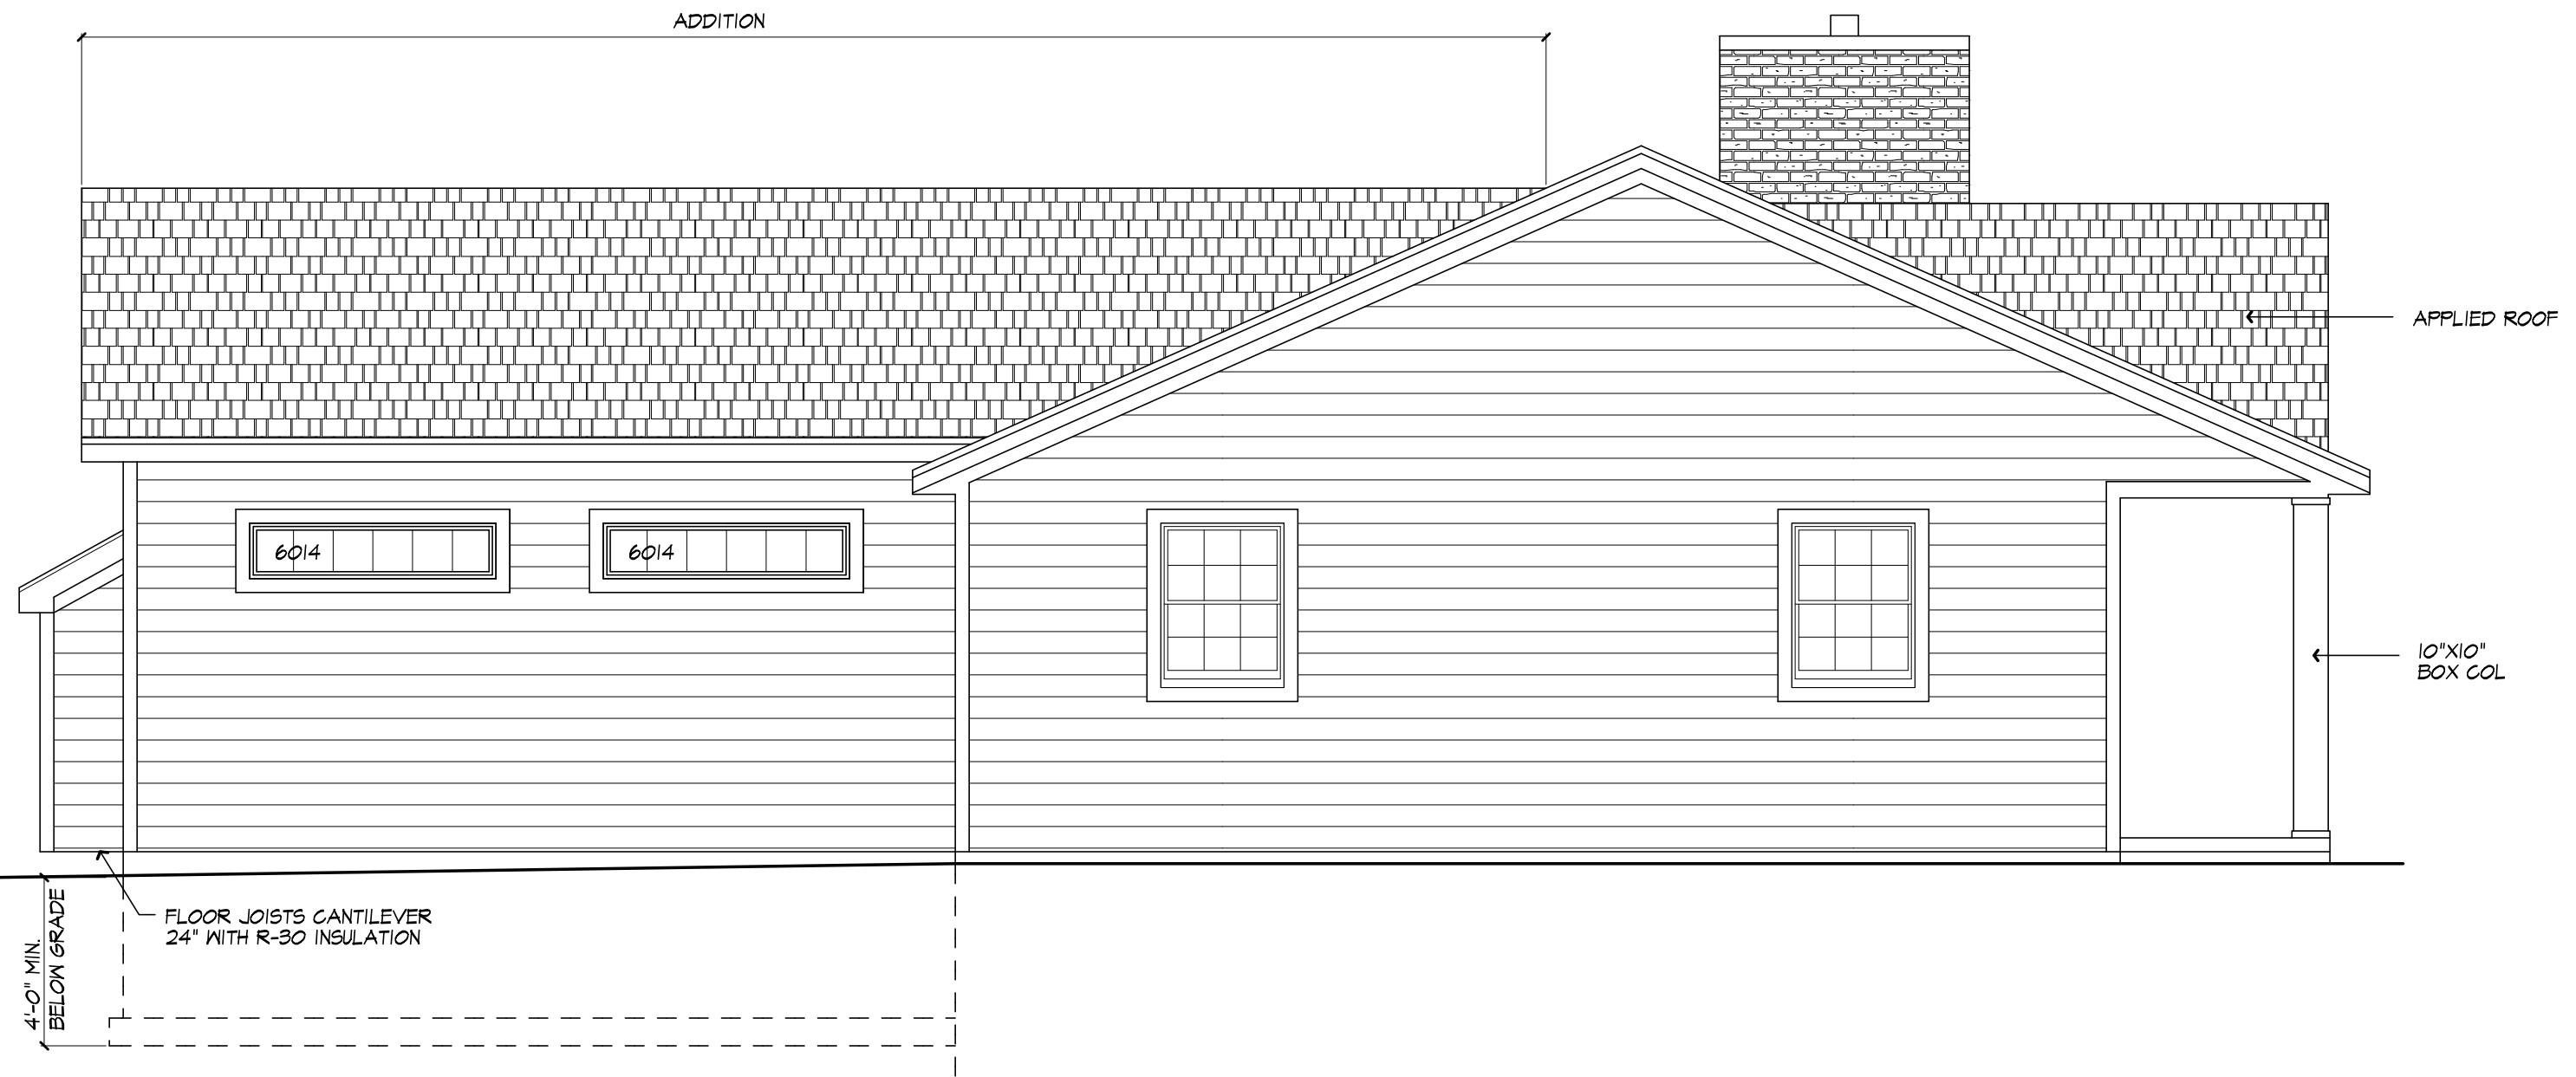 ADDITION
APPLIED ROOF
6014
6014
10"X10"
BOX COL
FLOOR JOISTS CANTILEVER
24" WITH R-30 INSULATION
4'-0" MIN.
BELOW GRADE